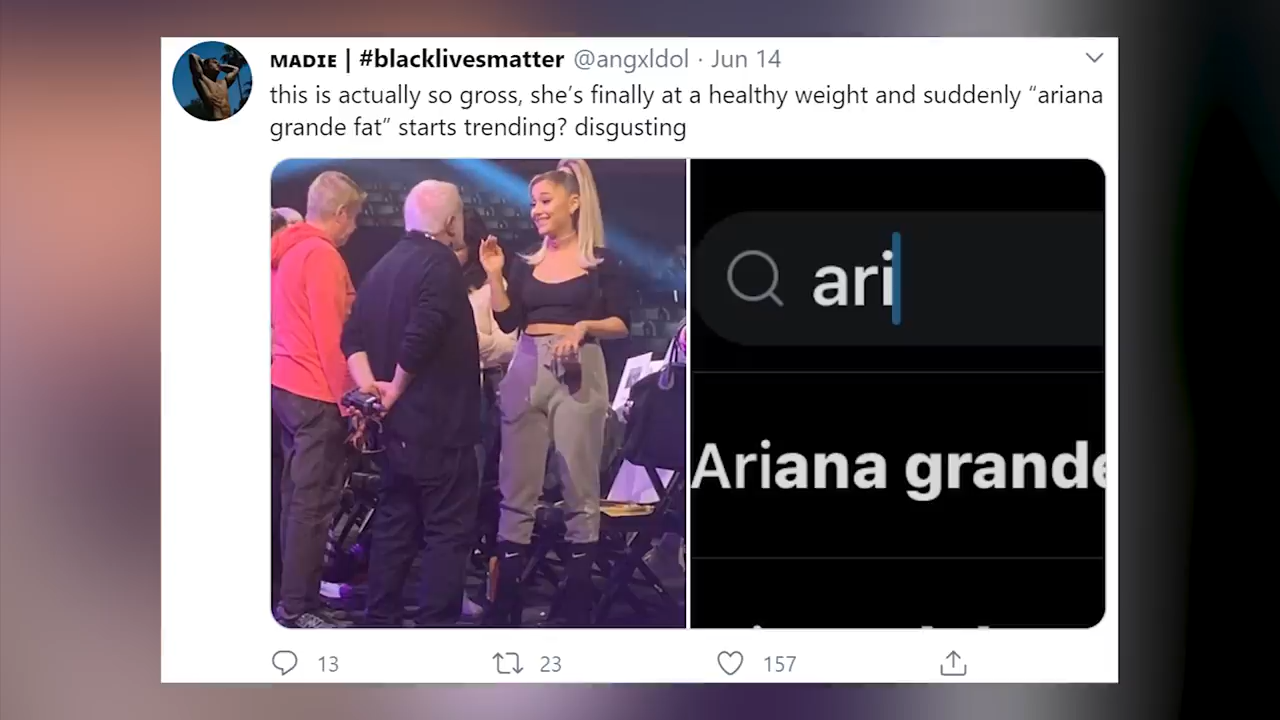 ᴍᴀᴅɪᴇ | #blacklivesmatter @angxldol · Jun 14
this is actually so gross, she’s finally at a healthy weight and suddenly “ariana
grande fat” starts trending? disgusting
ari
Ariana grande
13 23 157